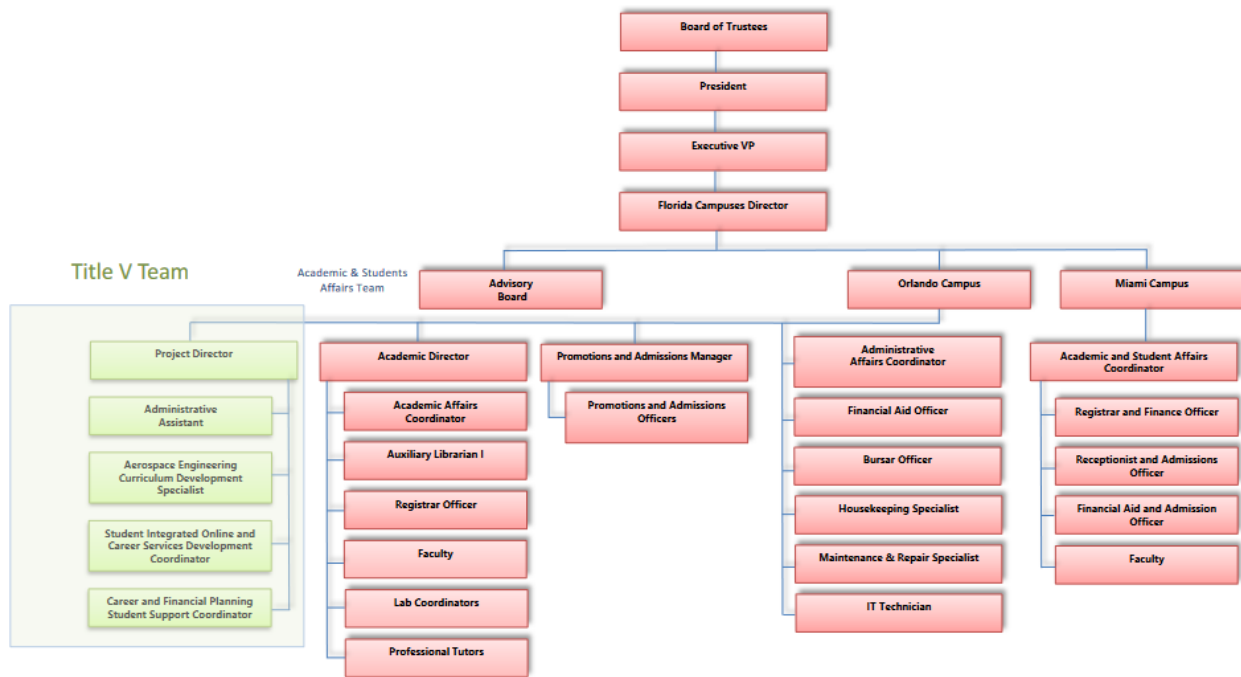 Board of Trustees
President
Executive VP
Florida Campuses Director
Title V Team
Academic & Students
Affairs Team
Advisory
Board
Orlando Campus
Miami Campus
Project Director
Administrative
Assistant
Aerospace Engineering
Curriculum Development
Specialist
Student Integrated Online and
Career Services Development
Coordinator
Career and Financial Planning
Student Support Coordinator
Academic Director
Academic Affairs
Coordinator
Auxiliary Librarian I
Registrar Officer
Faculty
Lab Coordinators
Professional Tutors
Promotions and Admissions Manager
Promotions and Admissions
Officers
Administrative
Affairs Coordinator
Financial Aid Officer
Bursar Officer
Housekeeping Specialist
Maintenance & Repair Specialist
IT Technician
Academic and Student Affairs
Coordinator
Registrar and Finance Officer
Receptionist and Admissions
Officer
Financial Aid and Admission
Officer
Faculty